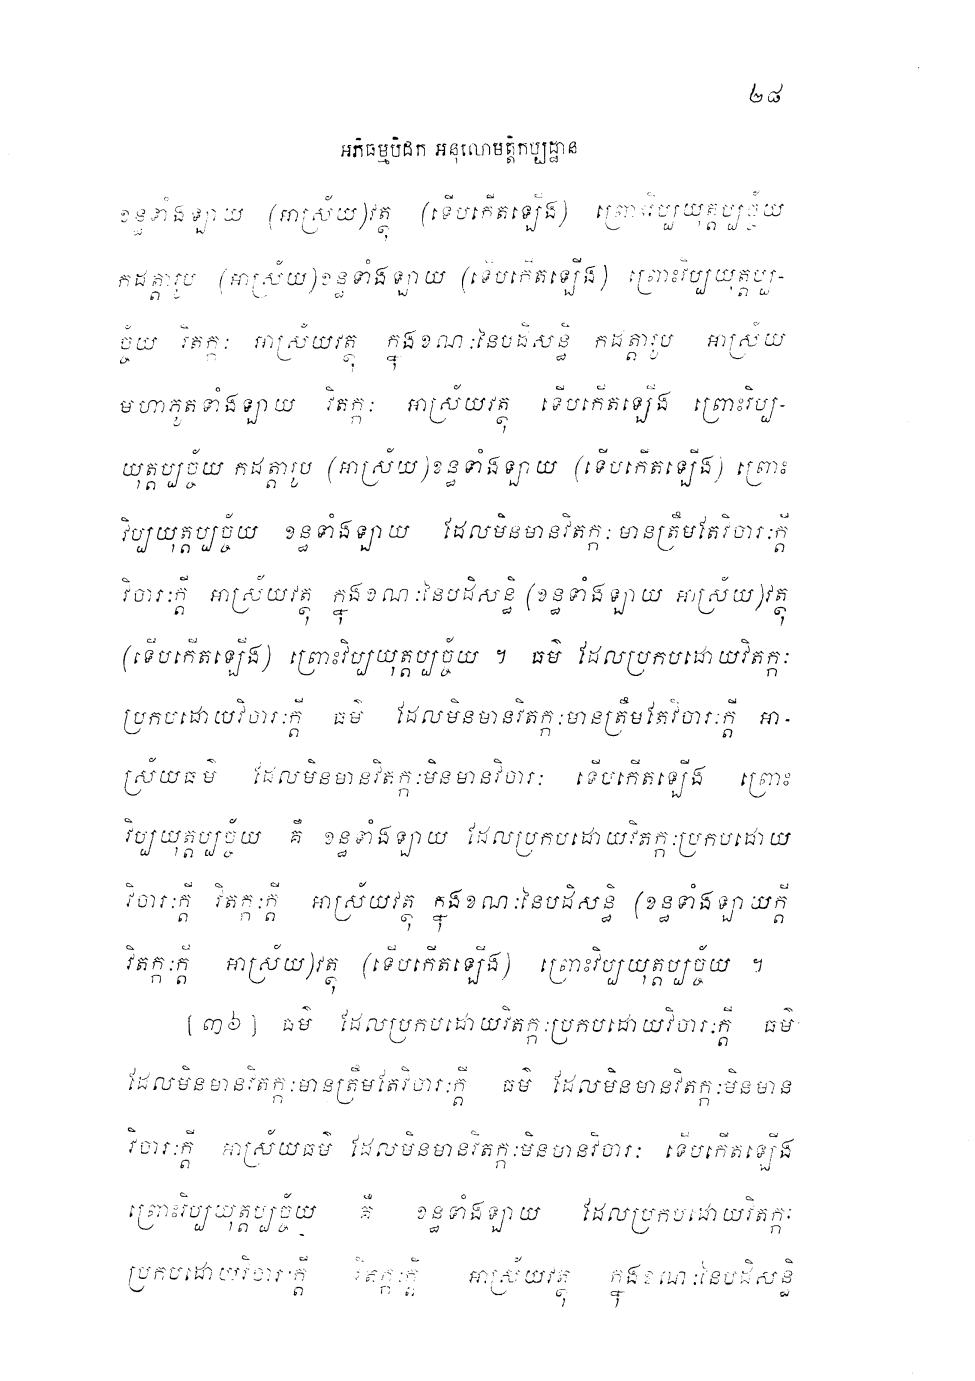 ២៨
អភិធម្មបិដក អនុលោមត្តិកប្បដ្ឋាន
ខន្ធទាំងឡាយ (អាស្រ័យ)វត្ថុ (ទើបកើតឡើង) ព្រោះវិប្បយុត្តប្បច្ច័យ
កដត្តារូប (អាស្រ័យ)ខន្ធទាំងឡាយ (ទើបកើតឡើង) ព្រោះវិប្បយុត្តប្ប-
ច្ច័យ វិតក្កៈ អាស្រ័យវត្ថុ ក្នុងខណៈនៃបដិសន្ធិ កដត្តារូប អាស្រ័យ
មហាភូតទាំងឡាយ វិតក្កៈ អាស្រ័យវត្ថុ ទើបកើតឡើង ព្រោះវិប្ប-
យុត្តប្បច្ច័យ កដត្តារូប (អាស្រ័យ)ខន្ធទាំងឡាយ (ទើបកើតឡើង) ព្រោះ
វិប្បយុត្តប្បច្ច័យ ខន្ធទាំងឡាយ ដែលមិនមានវិតក្កៈ មានត្រឹមតែវិចារៈក្តី
វិចារៈក្តី អាស្រ័យវត្ថុ ក្នុងខណៈនៃបដិសន្ធិ (ខន្ធទាំងឡាយ អាស្រ័យ)វត្ថុ
(ទើបកើតឡើង) ព្រោះវិប្បយុត្តប្បច្ច័យ ។ ធម៌ ដែលប្រកបដោយវិតក្កៈ
ប្រកបដោយវិចារៈក្តី ធម៌ ដែលមិនមានវិតក្កៈមានត្រឹមតែវិចារៈក្តី អា-
ស្រ័យធម៌ ដែលមិនមានវិតក្កៈមិនមានវិចារៈ ទើបកើតឡើង ព្រោះ
វិប្បយុត្តប្បច្ច័យ គឺ ខន្ធទាំងឡាយ ដែលប្រកបដោយវិតក្កៈប្រកបដោយ
វិចារៈក្តី វិតក្កៈក្តី អាស្រ័យវត្ថុ ក្នុងខណៈនៃបដិសន្ធិ (ខន្ធទាំងឡាយក្តី
វិតក្កៈក្តី អាស្រ័យ)វត្ថុ (ទើបកើតឡើង) ព្រោះវិប្បយុត្តប្បច្ច័យ ។
[៣៦] ធម៌ ដែលប្រកបដោយវិតក្កៈប្រកបដោយវិចារៈក្តី ធម៌
ដែលមិនមានវិតក្កៈមានត្រឹមតែវិចារៈក្តី ធម៌ ដែលមិនមានវិតក្កៈមិនមាន
វិចារៈក្តី អាស្រ័យធម៌ ដែលមិនមានវិតក្កៈមិនមានវិចារៈ ទើបកើតឡើង
ព្រោះវិប្បយុត្តប្បច្ច័យ គឺ ខន្ធទាំងឡាយ ដែលប្រកបដោយវិតក្កៈ
ប្រកបដោយវិចារៈក្តី វិតក្កៈក្តី អាស្រ័យវត្ថុ ក្នុងខណៈនៃបដិសន្ធិ